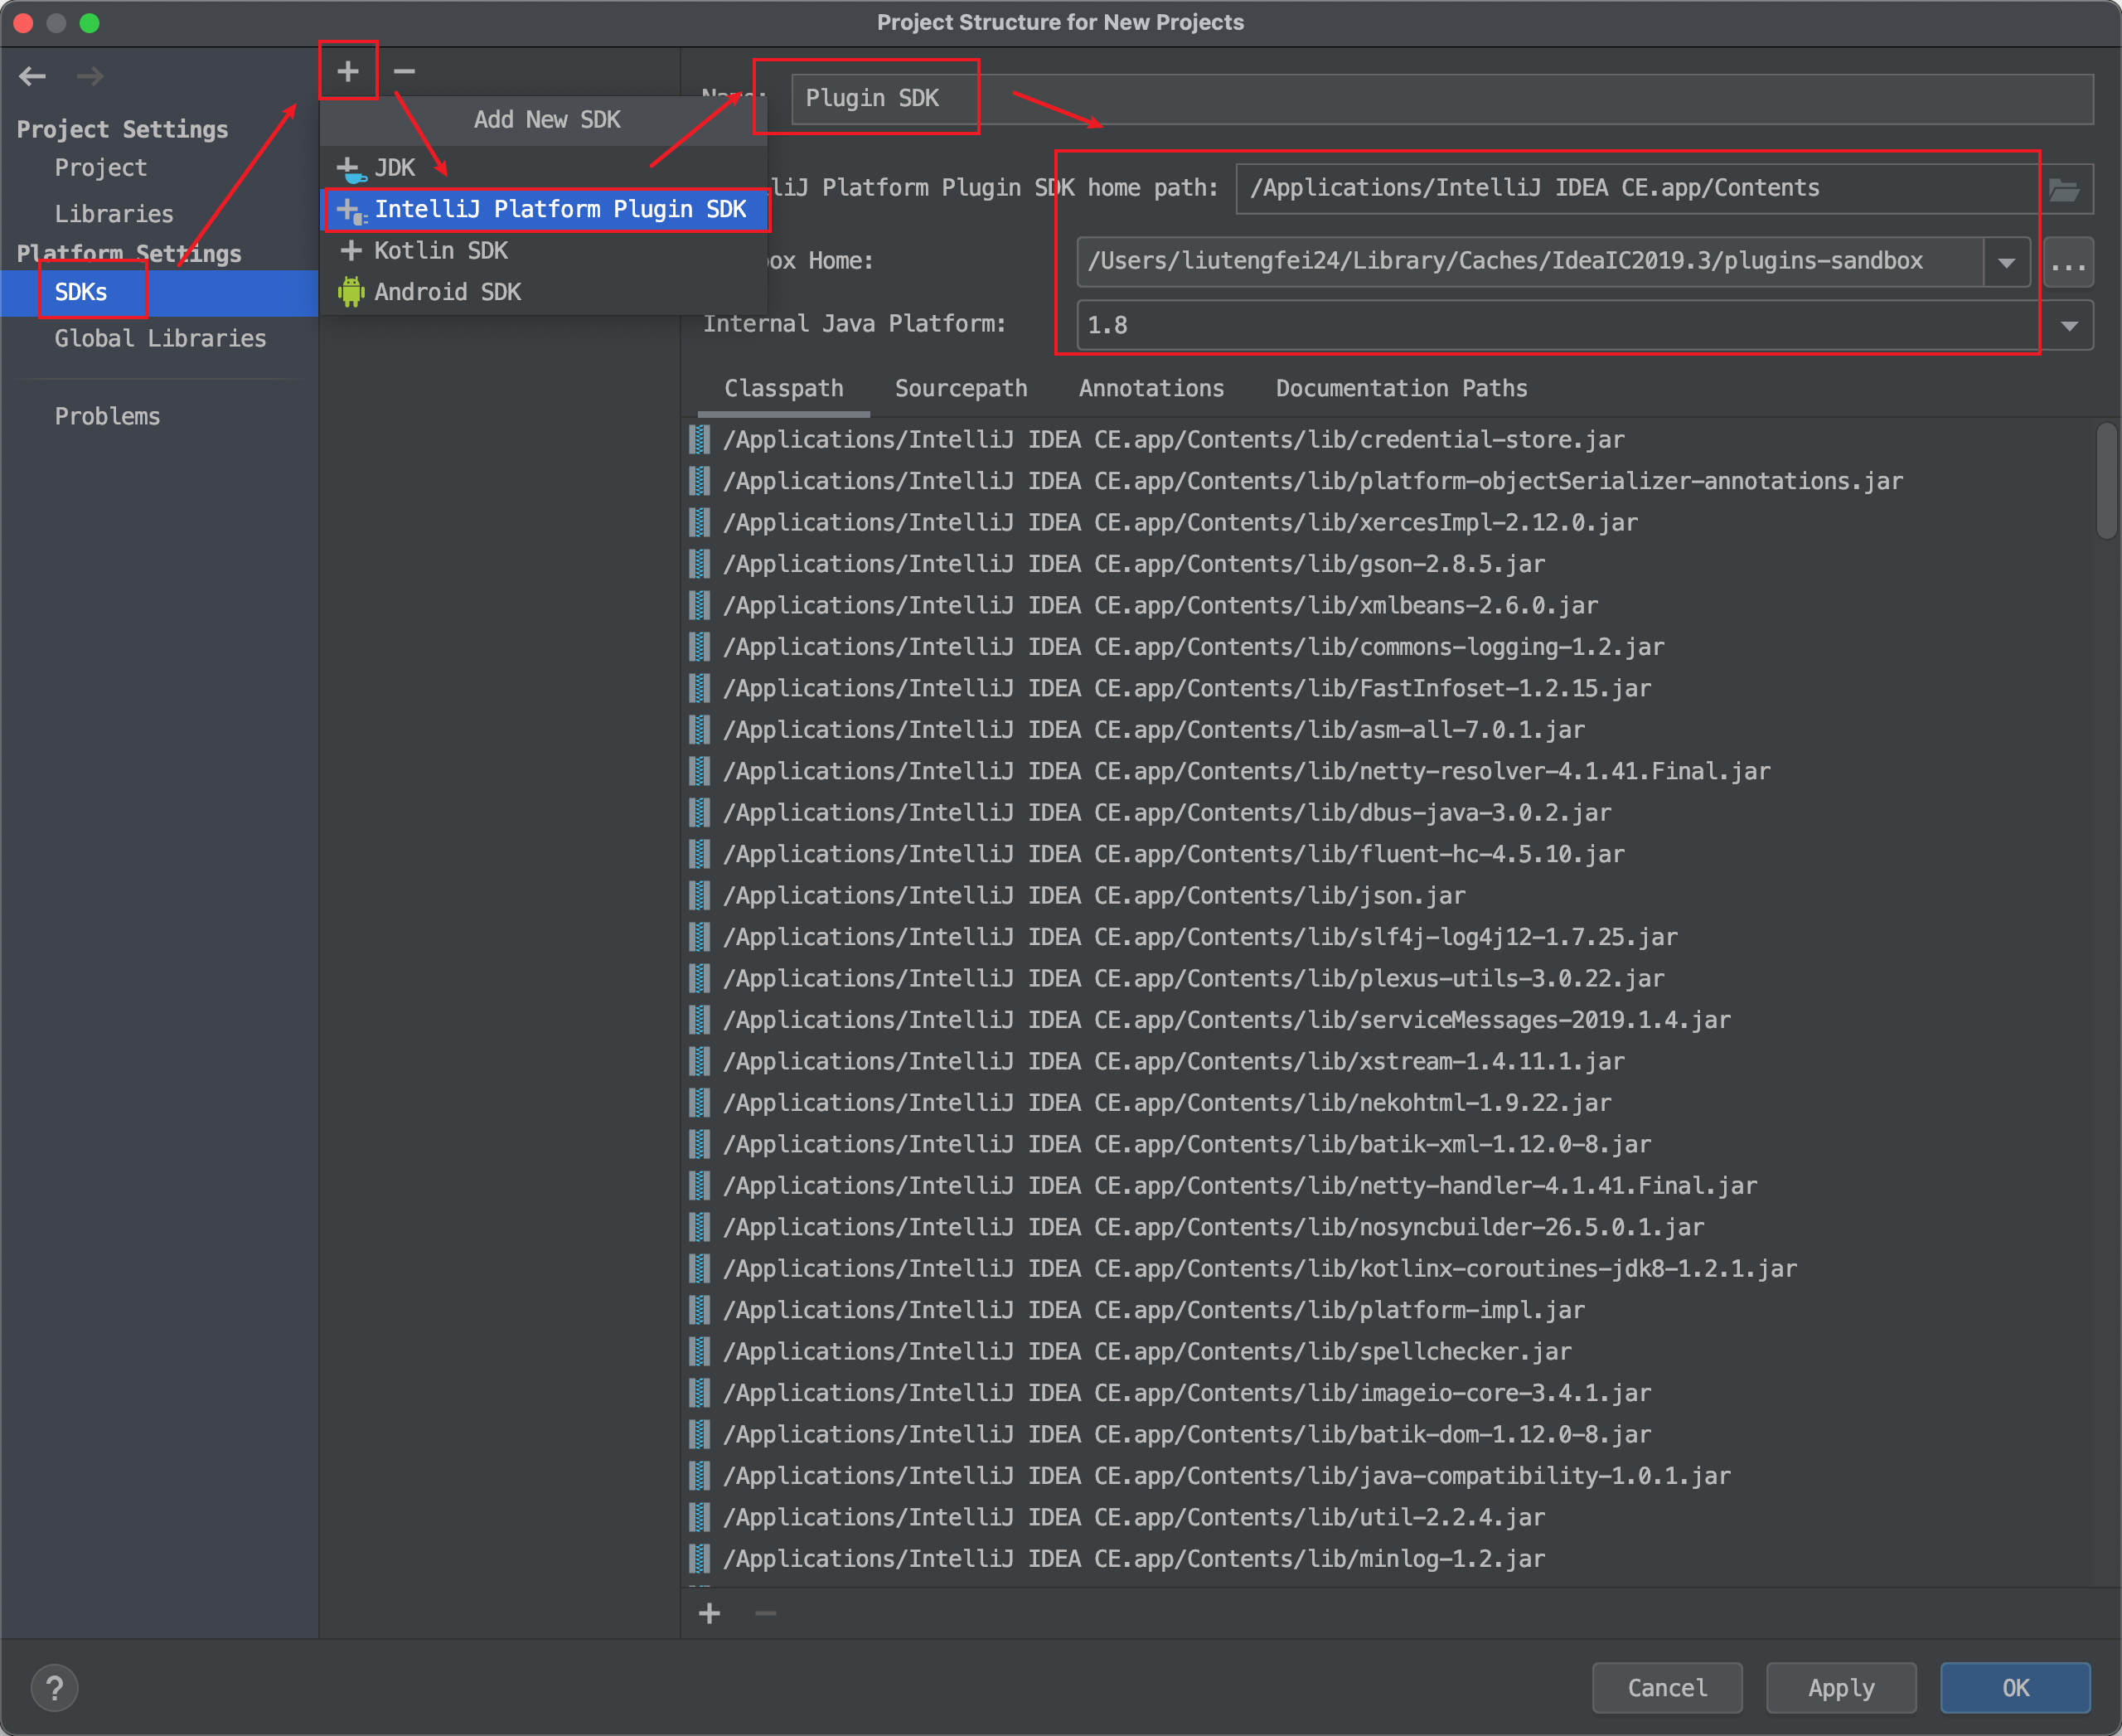 Project Structure for New Projects
Project Settings
Project
Libraries
Platform Settings
SDKs
Global Libraries
Problems
Add New SDK
JDK
IntelliJ Platform Plugin SDK
Kotlin SDK
Android SDK
Name: Plugin SDK
liJ Platform Plugin SDK home path: /Applications/IntelliJ IDEA CE.app/Contents
ox Home: /Users/liutengfei24/Library/Caches/IdeaIC2019.3/plugins-sandbox ...
Internal Java Platform: 1.8
Classpath Sourcepath Annotations Documentation Paths
/Applications/IntelliJ IDEA CE.app/Contents/lib/credential-store.jar
/Applications/IntelliJ IDEA CE.app/Contents/lib/platform-objectSerializer-annotations.jar
/Applications/IntelliJ IDEA CE.app/Contents/lib/xercesImpl-2.12.0.jar
/Applications/IntelliJ IDEA CE.app/Contents/lib/gson-2.8.5.jar
/Applications/IntelliJ IDEA CE.app/Contents/lib/xmlbeans-2.6.0.jar
/Applications/IntelliJ IDEA CE.app/Contents/lib/commons-logging-1.2.jar
/Applications/IntelliJ IDEA CE.app/Contents/lib/FastInfoset-1.2.15.jar
/Applications/IntelliJ IDEA CE.app/Contents/lib/asm-all-7.0.1.jar
/Applications/IntelliJ IDEA CE.app/Contents/lib/netty-resolver-4.1.41.Final.jar
/Applications/IntelliJ IDEA CE.app/Contents/lib/dbus-java-3.0.2.jar
/Applications/IntelliJ IDEA CE.app/Contents/lib/fluent-hc-4.5.10.jar
/Applications/IntelliJ IDEA CE.app/Contents/lib/json.jar
/Applications/IntelliJ IDEA CE.app/Contents/lib/slf4j-log4j12-1.7.25.jar
/Applications/IntelliJ IDEA CE.app/Contents/lib/plexus-utils-3.0.22.jar
/Applications/IntelliJ IDEA CE.app/Contents/lib/serviceMessages-2019.1.4.jar
/Applications/IntelliJ IDEA CE.app/Contents/lib/xstream-1.4.11.1.jar
/Applications/IntelliJ IDEA CE.app/Contents/lib/nekohtml-1.9.22.jar
/Applications/IntelliJ IDEA CE.app/Contents/lib/batik-xml-1.12.0-8.jar
/Applications/IntelliJ IDEA CE.app/Contents/lib/netty-handler-4.1.41.Final.jar
/Applications/IntelliJ IDEA CE.app/Contents/lib/nosyncbuilder-26.5.0.1.jar
/Applications/IntelliJ IDEA CE.app/Contents/lib/kotlinx-coroutines-jdk8-1.2.1.jar
/Applications/IntelliJ IDEA CE.app/Contents/lib/platform-impl.jar
/Applications/IntelliJ IDEA CE.app/Contents/lib/spellchecker.jar
/Applications/IntelliJ IDEA CE.app/Contents/lib/imageio-core-3.4.1.jar
/Applications/IntelliJ IDEA CE.app/Contents/lib/batik-dom-1.12.0-8.jar
/Applications/IntelliJ IDEA CE.app/Contents/lib/java-compatibility-1.0.1.jar
/Applications/IntelliJ IDEA CE.app/Contents/lib/util-2.2.4.jar
/Applications/IntelliJ IDEA CE.app/Contents/lib/minlog-1.2.jar
? Cancel Apply OK